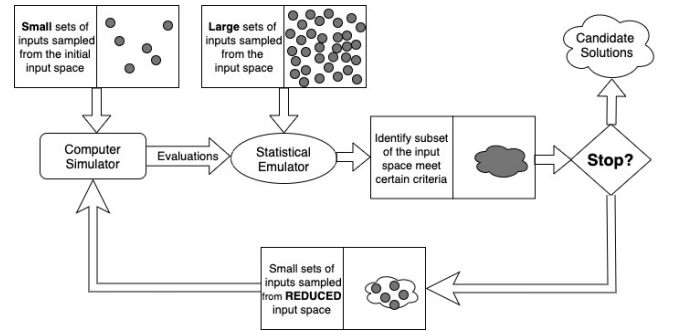 Small sets of
inputs sampled
from the initial
input space
Large sets of
inputs sampled
from the
input space
Candidate
Solutions
Computer
Simulator
Evaluations
Statistical
Emulator
Identify subset
of the input
space meet
certain criteria
Stop?
Small sets of
inputs sampled
from REDUCED
input space